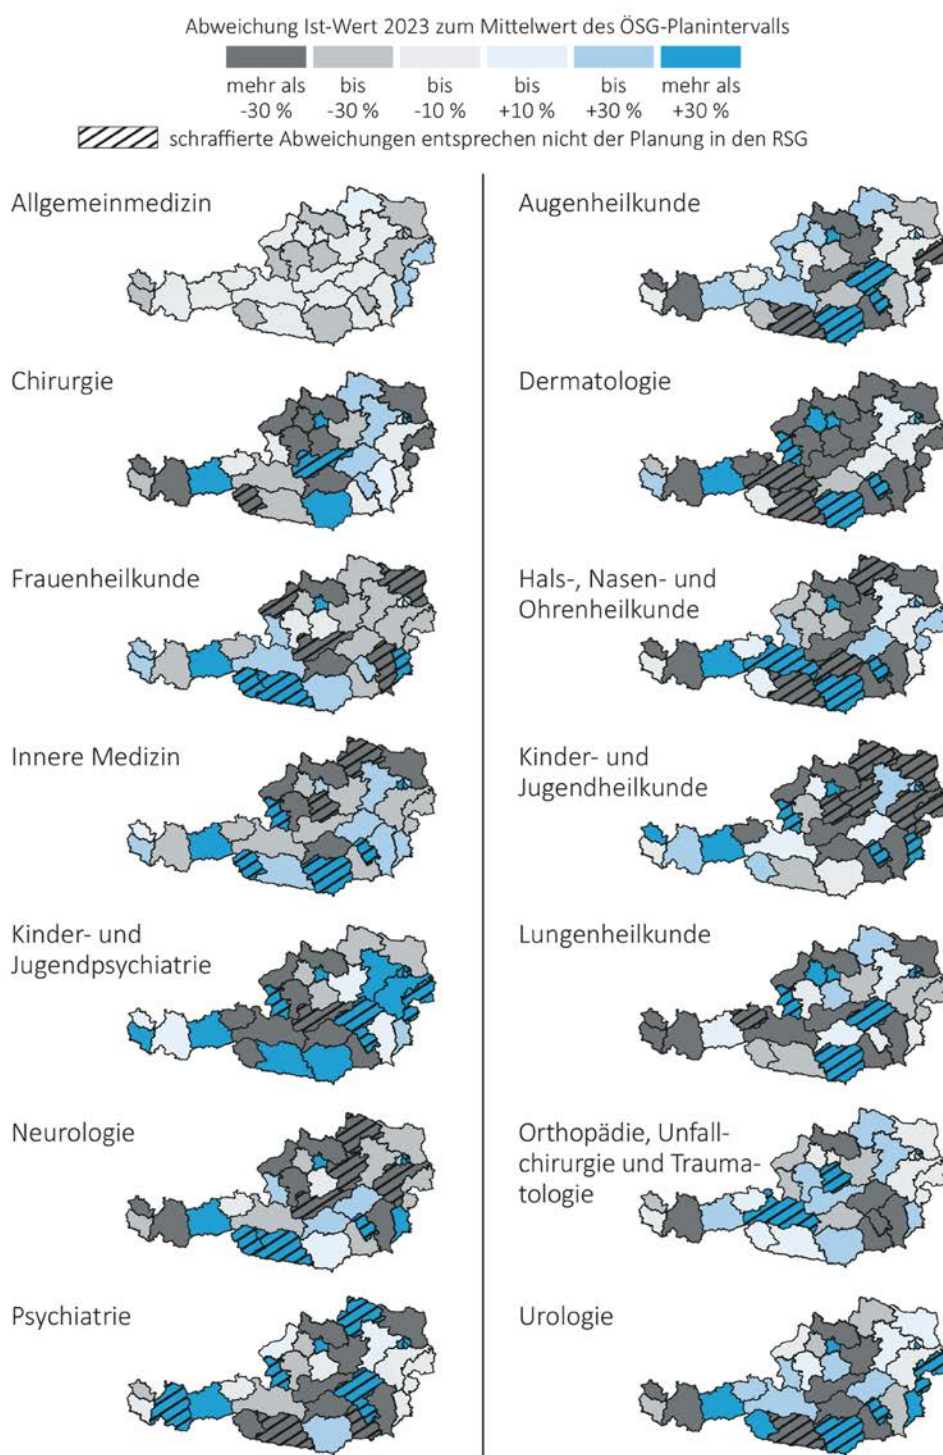 Abweichung Ist-Wert 2023 zum Mittelwert des ÖSG-Planintervalls
mehr als -30 %
bis -30 %
bis -10 %
bis +10 %
bis +30 %
mehr als +30 %
schraffierte Abweichungen entsprechen nicht der Planung in den RSG
Allgemeinmedizin
Augenheilkunde
Chirurgie
Dermatologie
Frauenheilkunde
Hals-, Nasen- und
Ohrenheilkunde
Innere Medizin
Kinder- und
Jugendheilkunde
Kinder- und
Jugendpsychiatrie
Lungenheilkunde
Neurologie
Orthopädie, Unfall-
chirurgie und Trauma-
tologie
Psychiatrie
Urologie